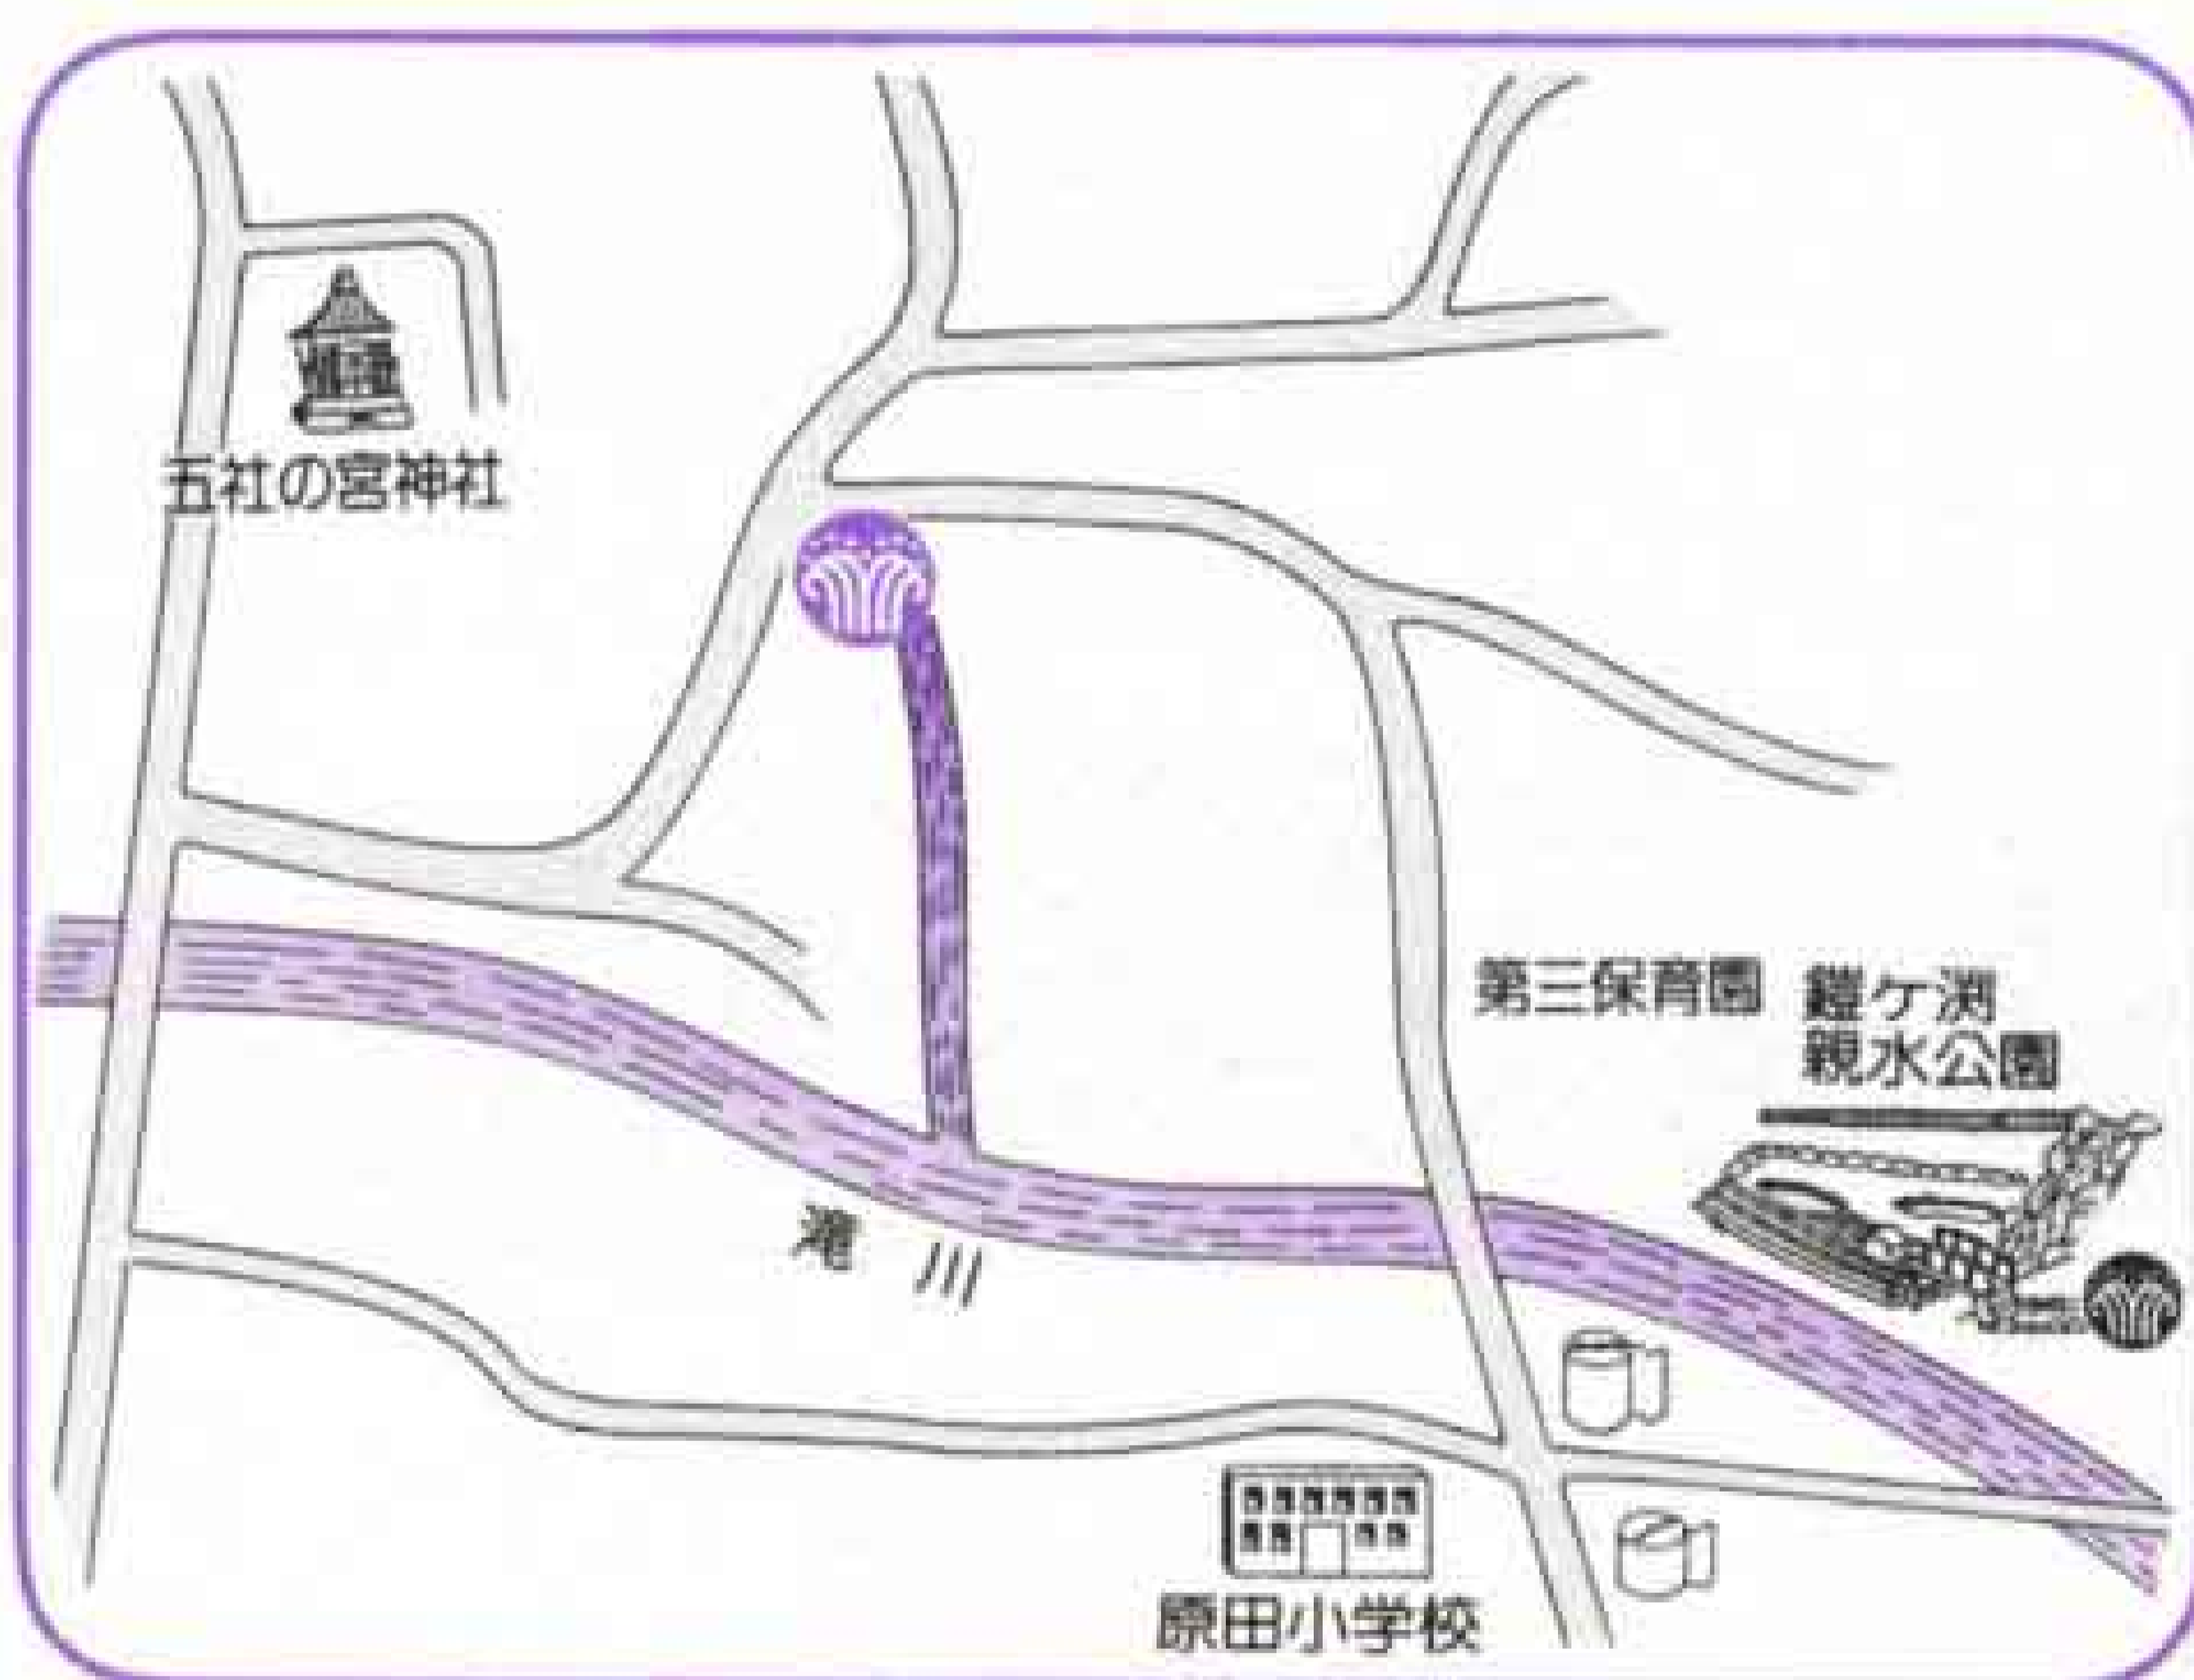 五社の宮神社
第三保育園
鎧ケ渕
親水公園
滝川
原田小学校